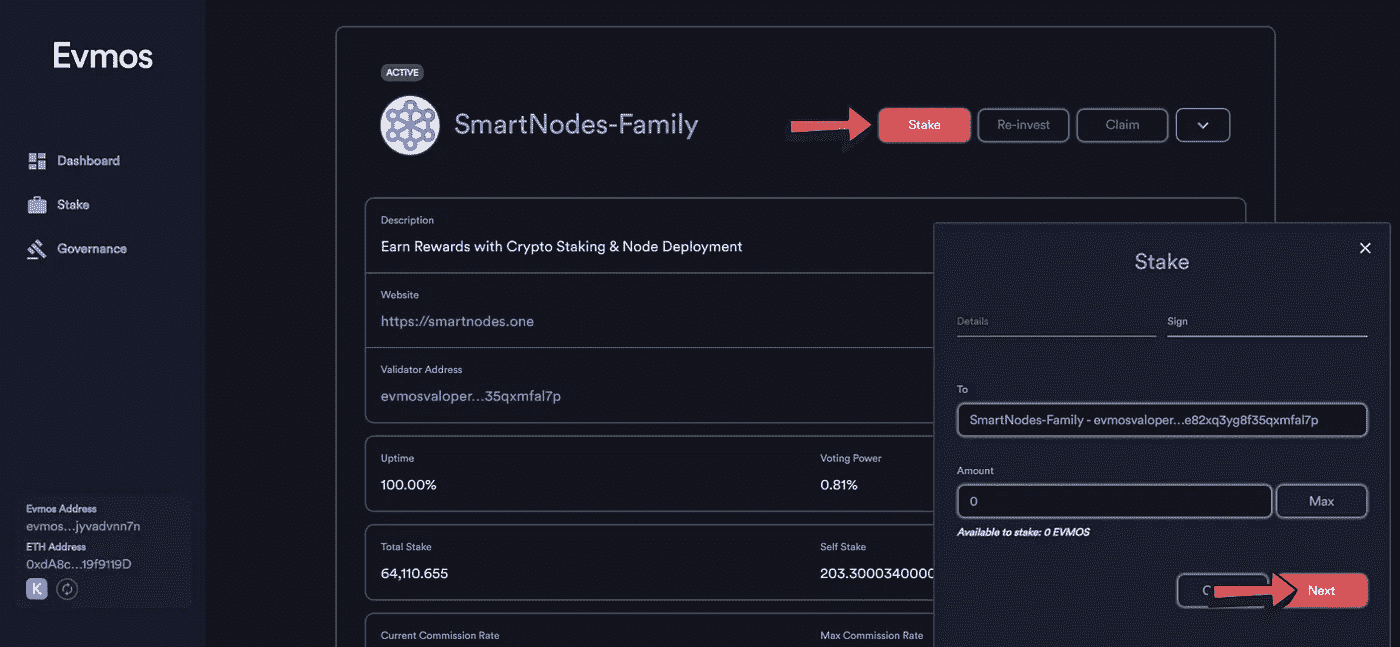 Evmos
Dashboard
Stake
Governance
Evmos Address
evmos...jyvadvnn7n
ETH Address
0xdA8c...19f9119D
K
ACTIVE
SmartNodes-Family
Stake
Re-invest
Claim
Description
Earn Rewards with Crypto Staking & Node Deployment
Website
https://smartnodes.one
Validator Address
evmosvaloper...35qxmfal7p
Uptime
100.00%
Voting Power
0.81%
Total Stake
64,110.655
Self Stake
203.3000340000
Current Commission Rate
Max Commission Rate
Stake
Details
Sign
To
SmartNodes-Family - evmosvaloper...e82xq3yg8f35qxmfal7p
Amount
0
Max
Available to stake: 0 EVMOS
Next